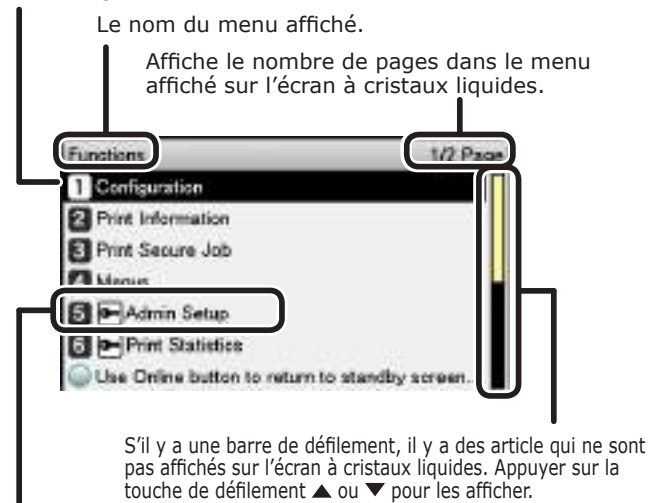 Le nom du menu affiché.
Affiche le nombre de pages dans le menu
affiché sur l'écran à cristaux liquides.
Functions 1/2 Page
1 Configuration
2 Print Information
3 Print Secure Job
4 Menus
5 Admin Setup
6 Print Statistics
Use Online button to return to standby screen.
S'il y a une barre de défilement, il y a des article qui ne sont
pas affichés sur l'écran à cristaux liquides. Appuyer sur la
touche de défilement ▲ ou ▼ pour les afficher.